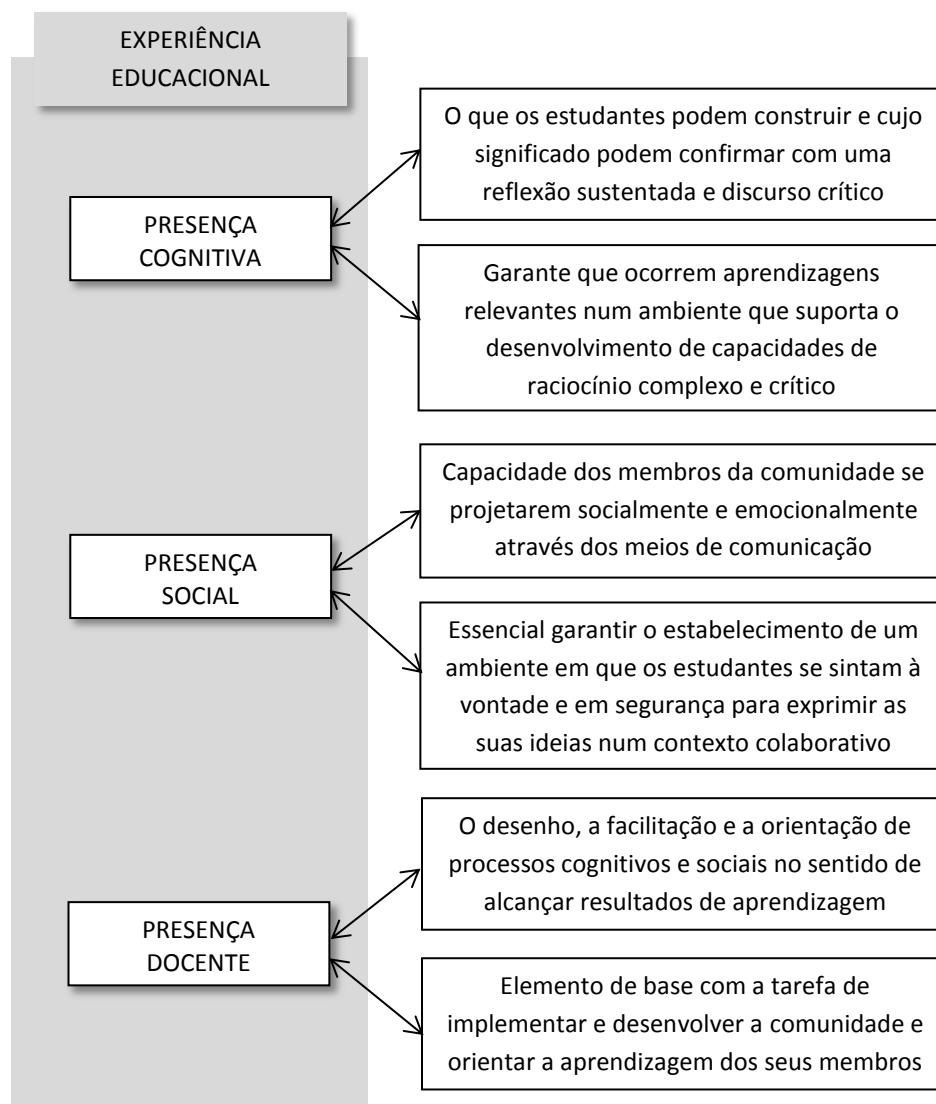 EXPERIÊNCIA
EDUCACIONAL
PRESENÇA
COGNITIVA
O que os estudantes podem construir e cujo
significado podem confirmar com uma
reflexão sustentada e discurso crítico
Garante que ocorrem aprendizagens
relevantes num ambiente que suporta o
desenvolvimento de capacidades de
raciocínio complexo e crítico
PRESENÇA
SOCIAL
Capacidade dos membros da comunidade se
projetarem socialmente e emocionalmente
através dos meios de comunicação
Essencial garantir o estabelecimento de um
ambiente em que os estudantes se sintam à
vontade e em segurança para exprimir as
suas ideias num contexto colaborativo
PRESENÇA
DOCENTE
O desenho, a facilitação e a orientação de
processos cognitivos e sociais no sentido de
alcançar resultados de aprendizagem
Elemento de base com a tarefa de
implementar e desenvolver a comunidade e
orientar a aprendizagem dos seus membros